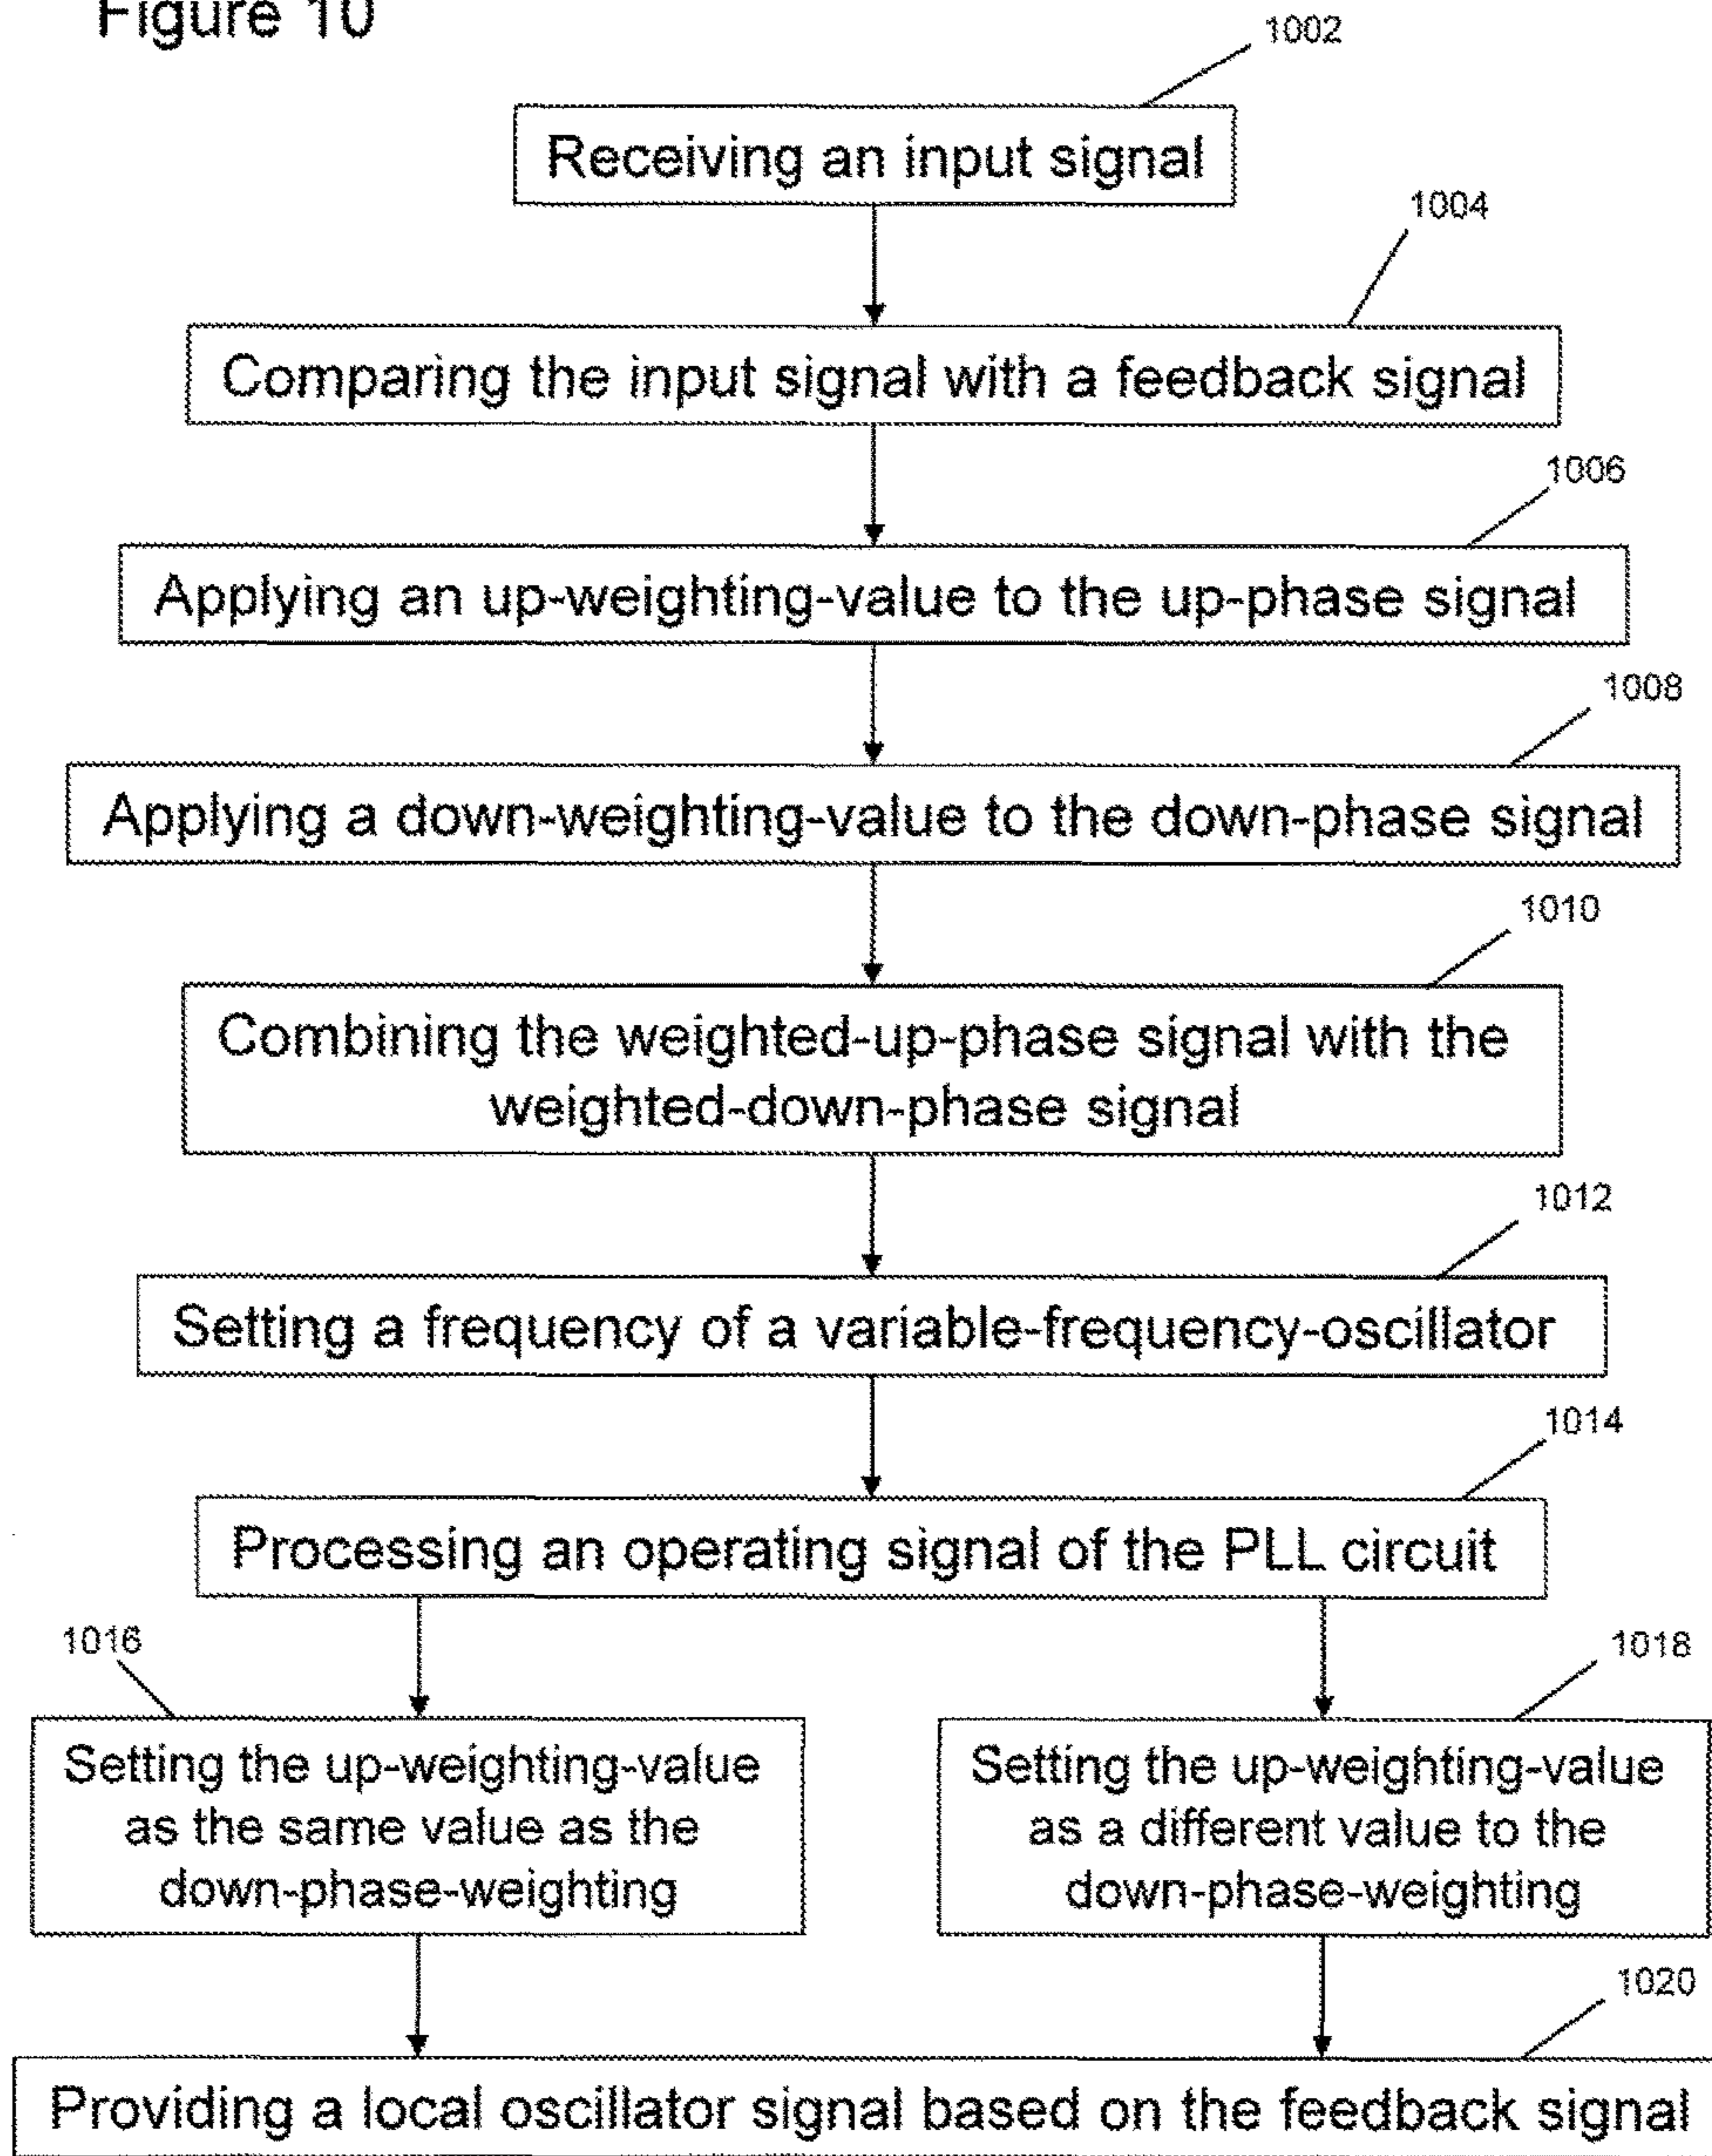 Figure 10
1002
Receiving an input signal
1004
Comparing the input signal with a feedback signal
1006
Applying an up-weighting-value to the up-phase signal
1008
Applying a down-weighting-value to the down-phase signal
1010
Combining the weighted-up-phase signal with the
weighted-down-phase signal
1012
Setting a frequency of a variable-frequency-oscillator
1014
Processing an operating signal of the PLL circuit
1016
Setting the up-weighting-value
as the same value as the
down-phase-weighting
1018
Setting the up-weighting-value
as a different value to the
down-phase-weighting
1020
Providing a local oscillator signal based on the feedback signal